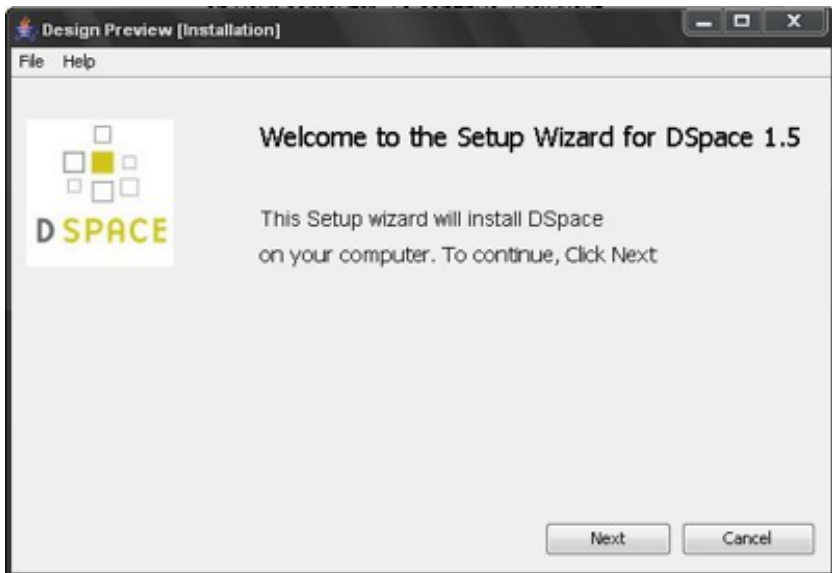 Design Preview [Installation]
File Help
DSPACE
Welcome to the Setup Wizard for DSpace 1.5
This Setup wizard will install DSpace
on your computer. To continue, Click Next
Next Cancel